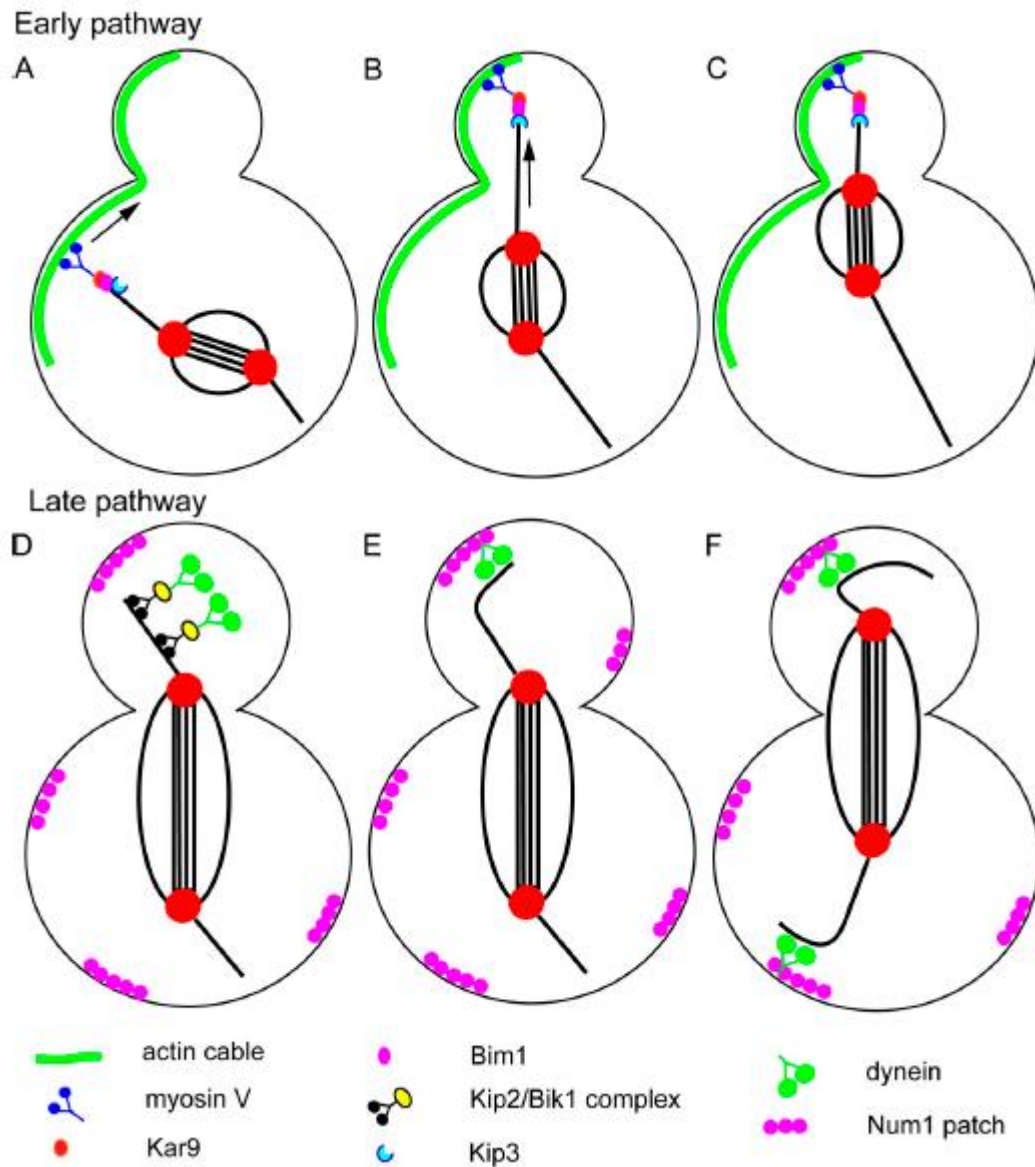 Early pathway
A B C
Late pathway
D E F
actin cable Bim1 dynein
myosin V Kip2/Bik1 complex Num1 patch
Kar9 Kip3